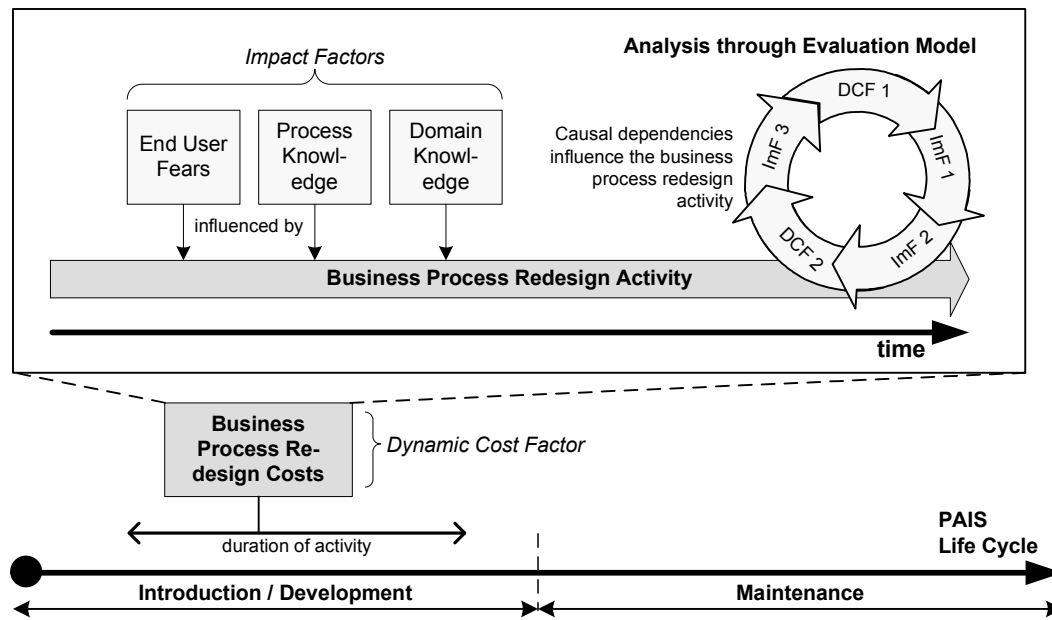 Impact Factors
Analysis through Evaluation Model
End User
Fears
Process
Knowl-
edge
Domain
Knowl-
edge
Causal dependencies
influence the business
process redesign
activity
DCF 1
ImF 1
ImF 2
DCF 2
ImF 3
influenced by
Business Process Redesign Activity
time
Business
Process Re-
design Costs
Dynamic Cost Factor
duration of activity
PAIS
Life Cycle
Introduction / Development
Maintenance